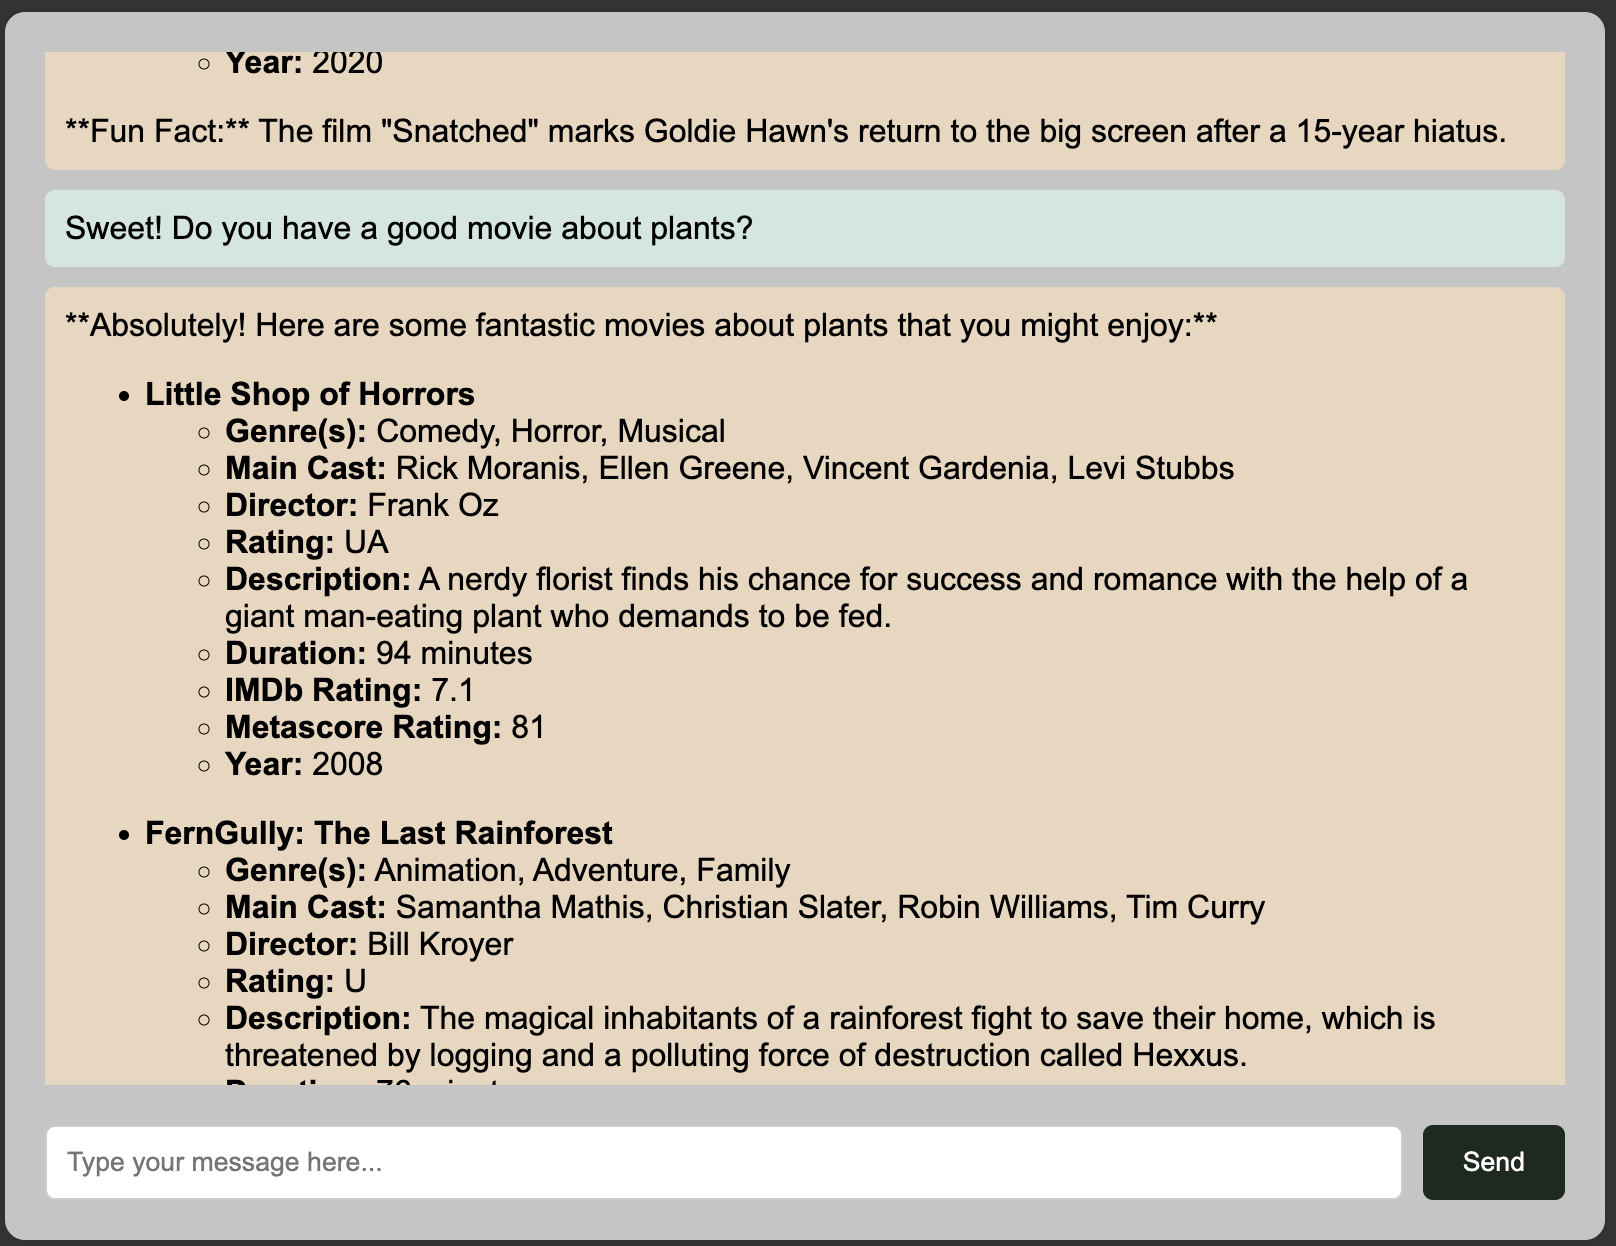 Year: 2020
**Fun Fact:** The film "Snatched" marks Goldie Hawn's return to the big screen after a 15-year hiatus.
Sweet! Do you have a good movie about plants?
**Absolutely! Here are some fantastic movies about plants that you might enjoy:**
Little Shop of Horrors
Genre(s): Comedy, Horror, Musical
Main Cast: Rick Moranis, Ellen Greene, Vincent Gardenia, Levi Stubbs
Director: Frank Oz
Rating: UA
Description: A nerdy florist finds his chance for success and romance with the help of a
giant man-eating plant who demands to be fed.
Duration: 94 minutes
IMDb Rating: 7.1
Metascore Rating: 81
Year: 2008
FernGully: The Last Rainforest
Genre(s): Animation, Adventure, Family
Main Cast: Samantha Mathis, Christian Slater, Robin Williams, Tim Curry
Director: Bill Kroyer
Rating: U
Description: The magical inhabitants of a rainforest fight to save their home, which is
threatened by logging and a polluting force of destruction called Hexxus.
Type your message here...
Send